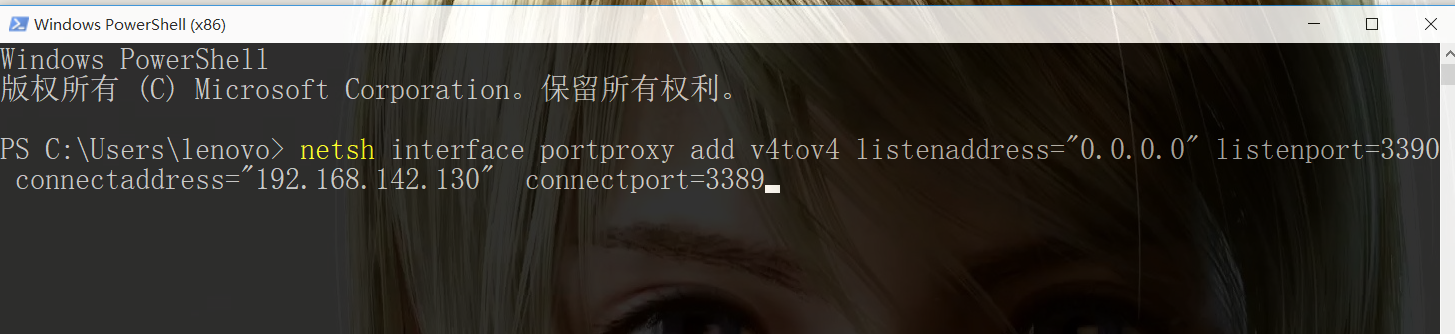 Windows PowerShell (x86)
Windows PowerShell
版权所有 (C) Microsoft Corporation。保留所有权利。
PS C:\Users\lenovo> netsh interface portproxy add v4tov4 listenaddress="0.0.0.0" listenport=3390
connectaddress="192.168.142.130"  connectport=3389